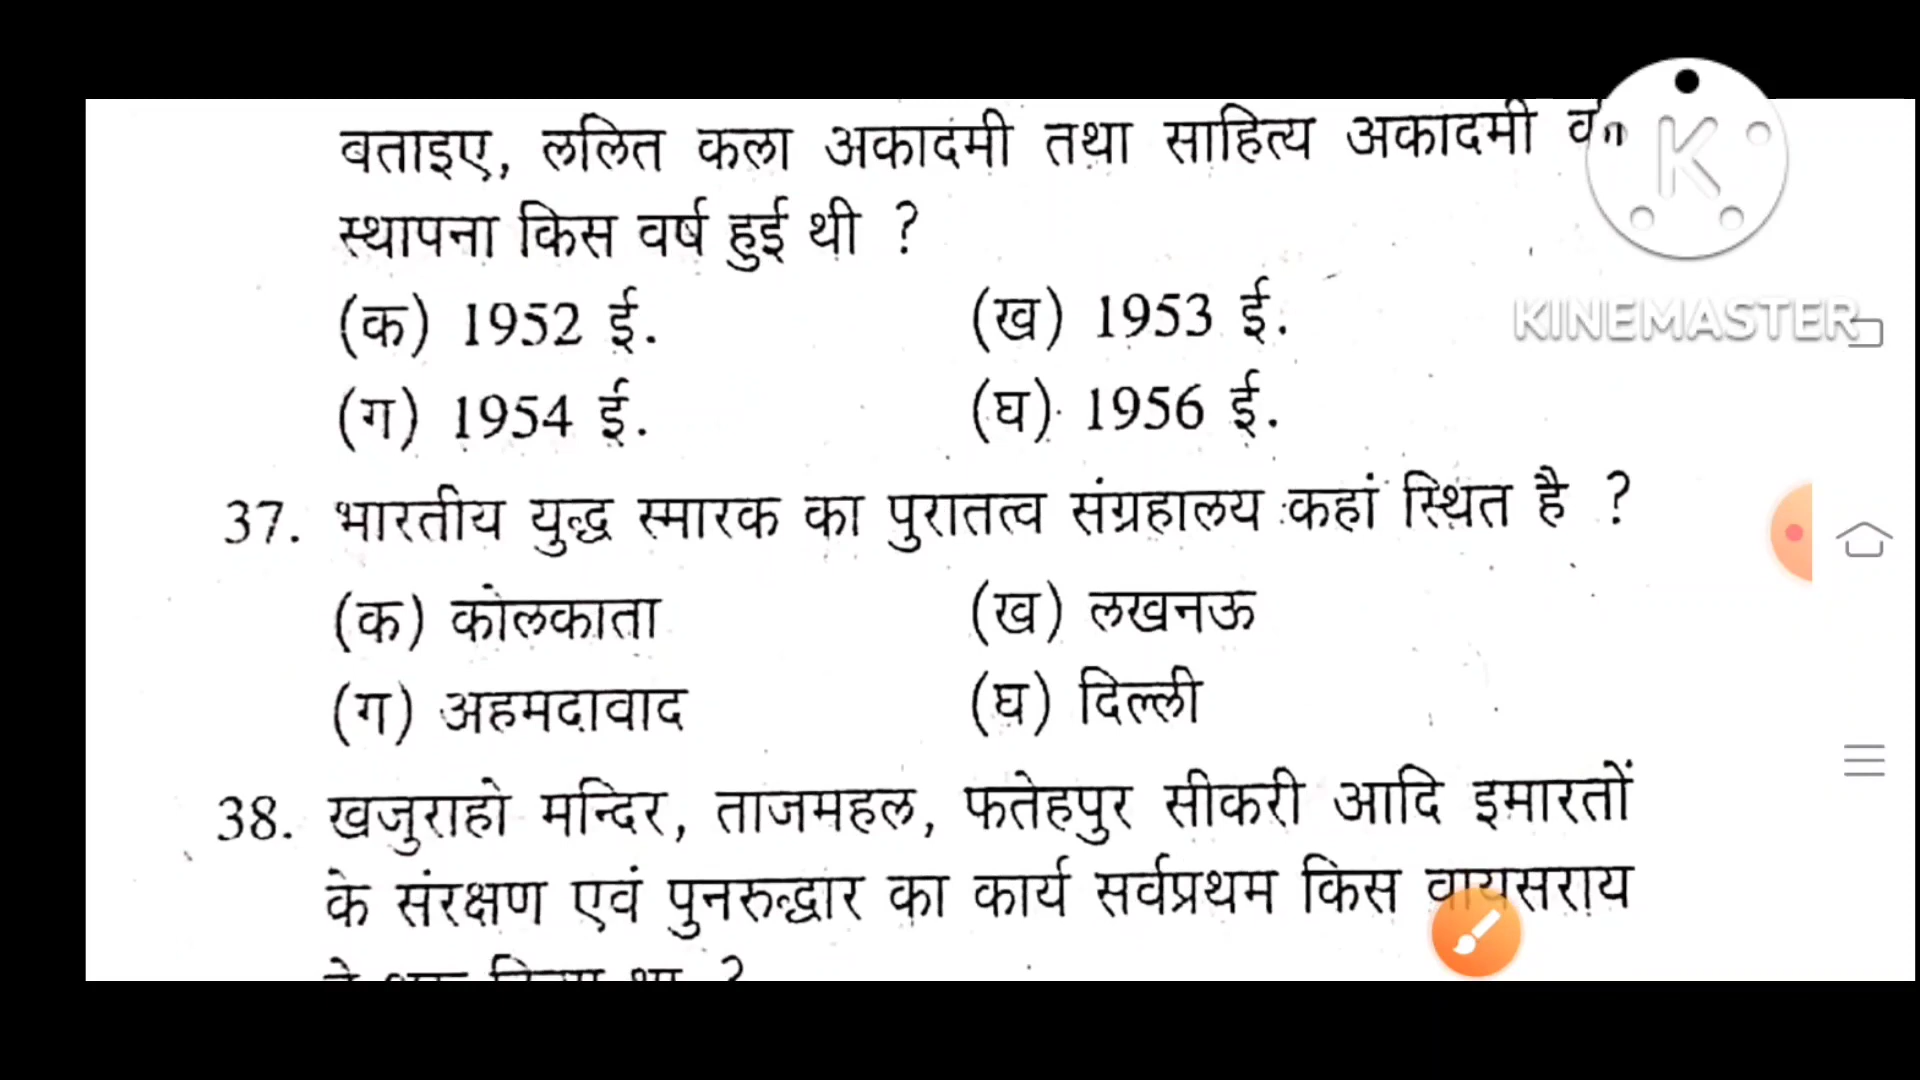 बताइए, ललित कला अकादमी तथा साहित्य अकादमी की
स्थापना किस वर्ष हुई थी ?
(क) 1952 ई. (ख) 1953 ई.
(ग) 1954 ई. (घ) 1956 ई.
37. भारतीय युद्ध स्मारक का पुरातत्व संग्रहालय कहां स्थित है ?
(क) कोलकाता (ख) लखनऊ
(ग) अहमदावाद (घ) दिल्ली
38. खजुराहो मन्दिर, ताजमहल, फतेहपुर सीकरी आदि इमारतों
के संरक्षण एवं पुनरुद्धार का कार्य सर्वप्रथम किस वायसराय
K
KINEMASTER